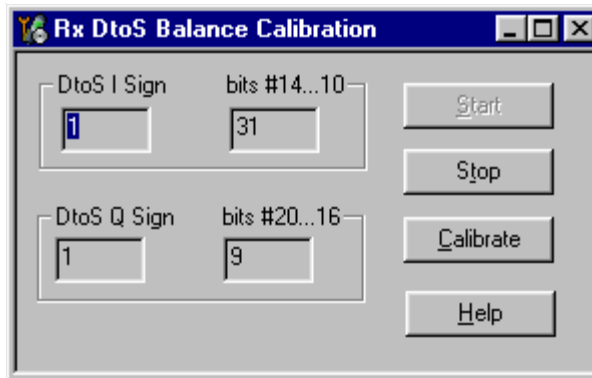 Rx DtoS Balance Calibration
DtoS I Sign bits #14...10
1 31
Start
Stop
DtoS Q Sign bits #20...16
1 9
Calibrate
Help